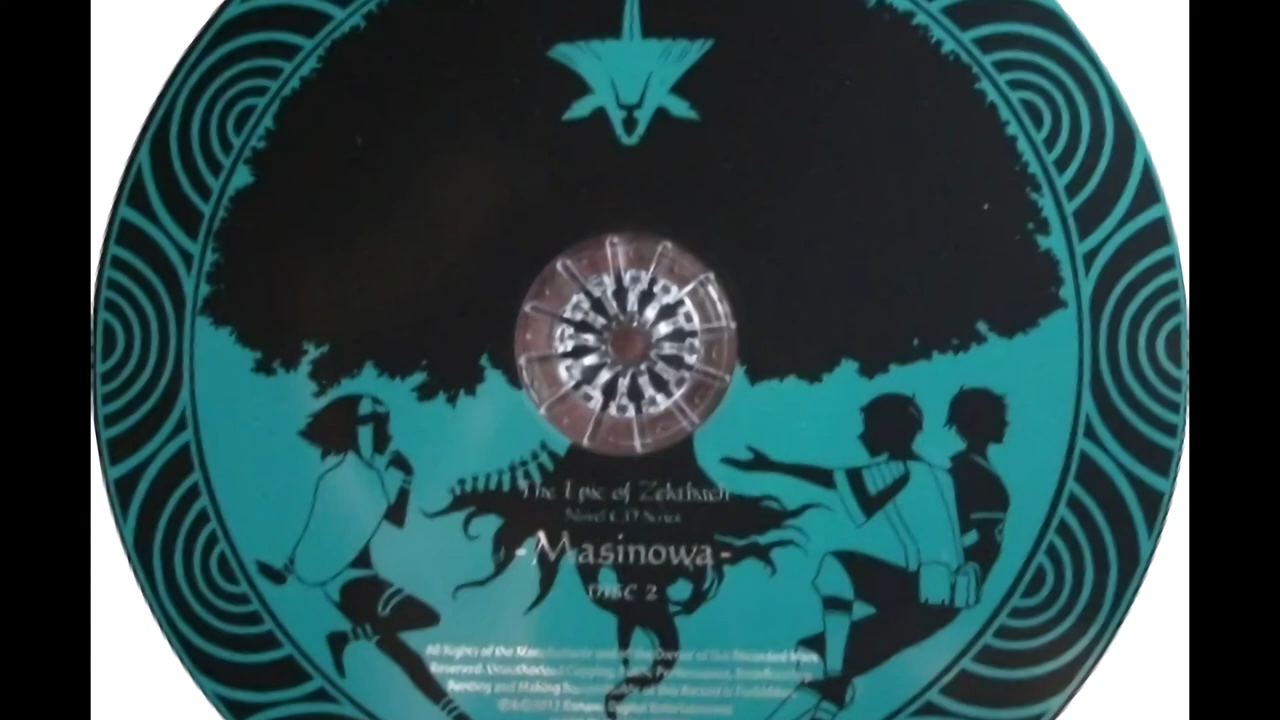 The Epic of Zektbach
Novel CD Series
- Masinowa -
DISC 2
All Rights of the Manufacturer and of the Owner of the Recorded Work
Reserved. Unauthorized Copying, Public Performance, Broadcasting,
Renting and Making Transmittable of this Record is Prohibited.
℗&©2012 Konami Digital Entertainment